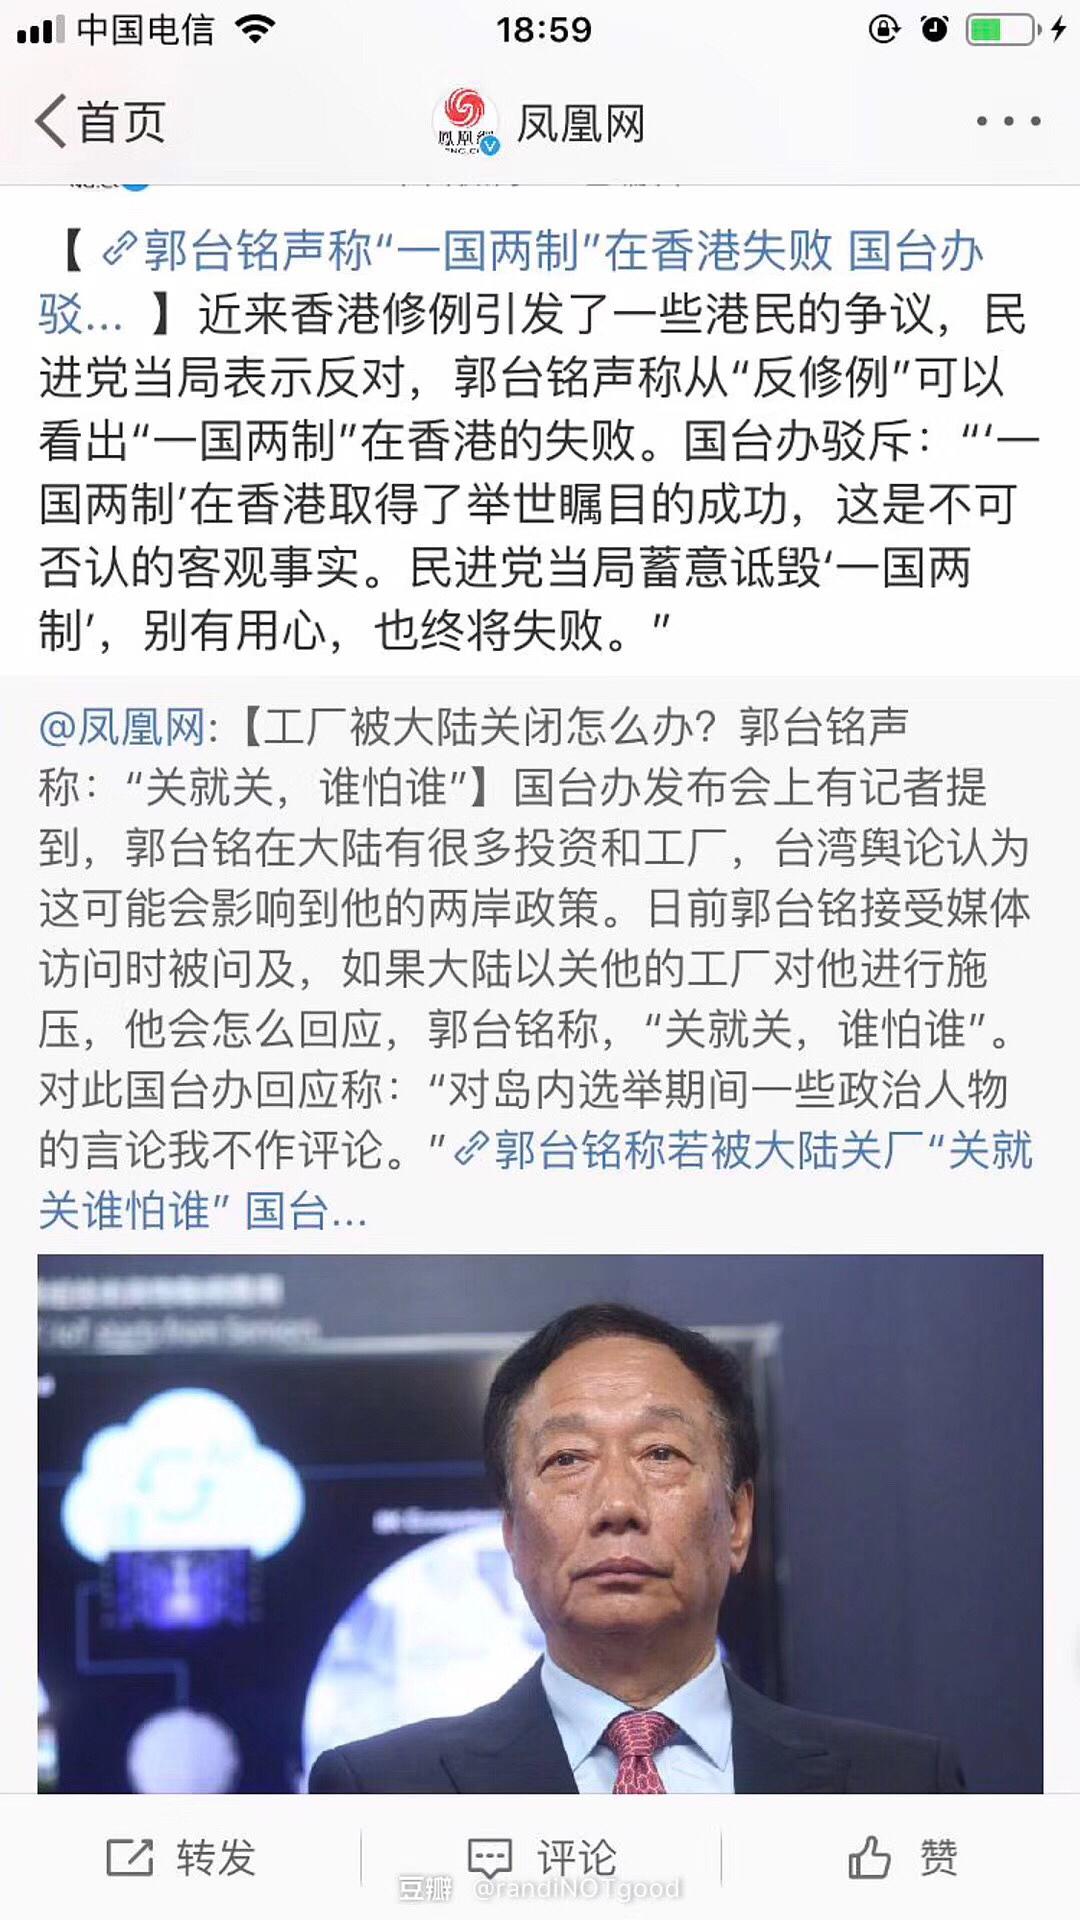 中国电信
18:59
首页
凤凰网
【郭台铭声称“一国两制”在香港失败 国台办
驳... 】近来香港修例引发了一些港民的争议，民
进党当局表示反对，郭台铭声称从“反修例”可以
看出“一国两制”在香港的失败。国台办驳斥：“‘一
国两制’在香港取得了举世瞩目的成功，这是不可
否认的客观事实。民进党当局蓄意诋毁‘一国两
制’，别有用心，也终将失败。”
@凤凰网:【工厂被大陆关闭怎么办？郭台铭声
称：“关就关，谁怕谁”】国台办发布会上有记者提
到，郭台铭在大陆有很多投资和工厂，台湾舆论认为
这可能会影响到他的两岸政策。日前郭台铭接受媒体
访问时被问及，如果大陆以关他的工厂对他进行施
压，他会怎么回应，郭台铭称，“关就关，谁怕谁”。
对此国台办回应称：“对岛内选举期间一些政治人物
的言论我不作评论。”郭台铭称若被大陆关厂“关就
关谁怕谁” 国台...
转发
评论
赞
豆瓣 @randiNOTgood